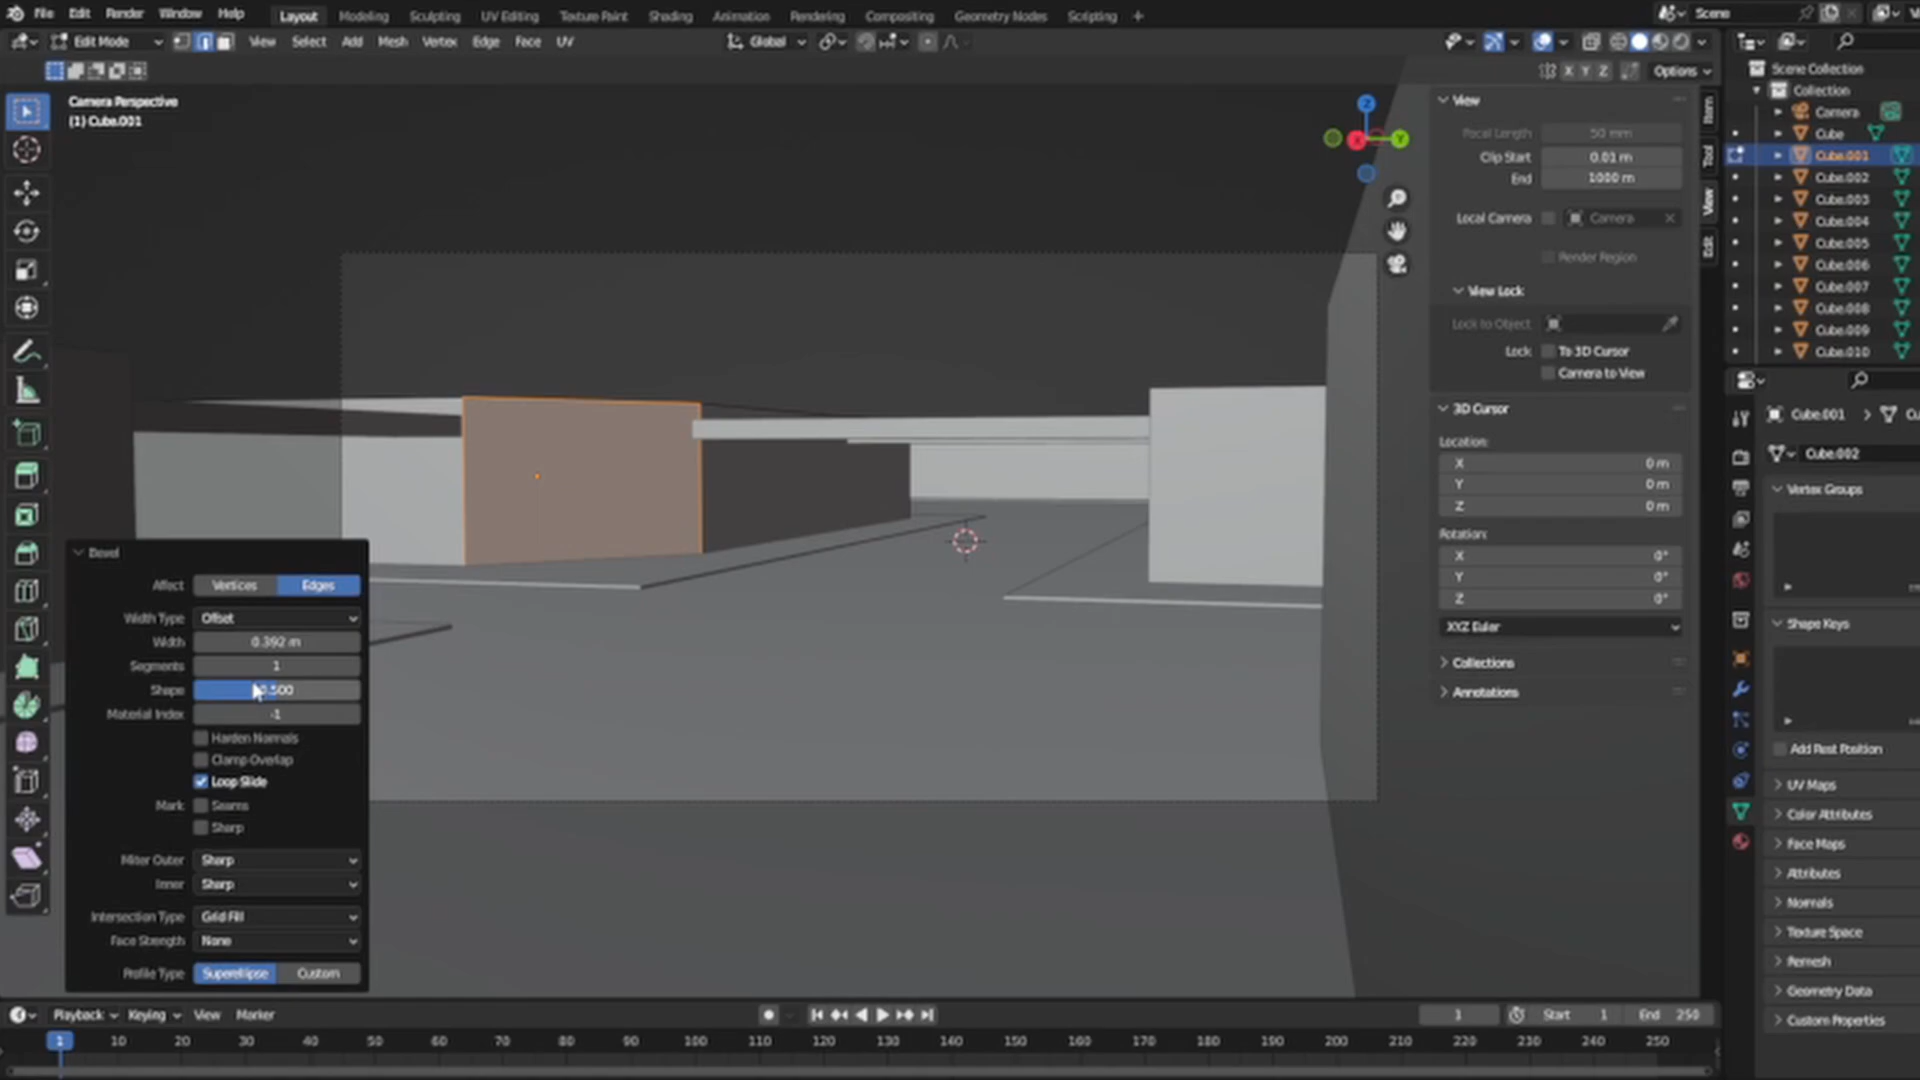 File Edit Render Window Help Layout Modeling Sculpting UV Editing Texture Paint Shading Animation Rendering Compositing Geometry Nodes Scripting + Scene
Edit Mode View Select Add Mesh Vertex Edge Face UV Global
X Y Z Options
Camera Perspective
(1) Cube.001
Z
Y
View
Focal Length 50 mm
Clip Start 0.01 m
End 1000 m
Local Camera Camera
Render Region
View Lock
Lock to Object
Lock To 3D Cursor
Camera to View
3D Cursor
Location:
X 0 m
Y 0 m
Z 0 m
Rotation:
X 0°
Y 0°
Z 0°
XYZ Euler
Collections
Annotations
Item
Tool
View
Edit
Scene Collection
Collection
Camera
Cube
Cube.001
Cube.002
Cube.003
Cube.004
Cube.005
Cube.006
Cube.007
Cube.008
Cube.009
Cube.010
Cube.001 > Cu
Cube.002
Vertex Groups
Shape Keys
Add Rest Position
UV Maps
Color Attributes
Face Maps
Attributes
Normals
Texture Space
Remesh
Geometry Data
Custom Properties
Bevel
Affect Vertices Edges
Width Type Offset
Width 0.392 m
Segments 1
Shape
Material Index -1
Harden Normals
Clamp Overlap
Loop Slide
Mark Seams
Sharp
Miter Outer Sharp
Inner Sharp
Intersection Type Grid Fill
Face Strength None
Profile Type Superellipse Custom
Playback Keying View Marker 1 Start 1 End 250
1 10 20 30 40 50 60 70 80 90 100 110 120 130 140 150 160 170 180 190 200 210 220 230 240 250